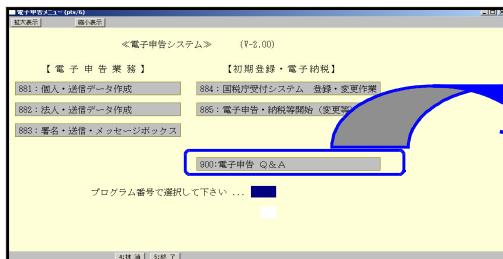 電子申告メニュー (pts/6)
拡大表示 縮小表示
≪電子申告システム≫ (V-2.00)
【電子申告業務】 【初期登録・電子納税】
881:個人・送信データ作成 884:国税庁受付システム 登録・変更作業
882:法人・送信データ作成 885:電子申告・納税等開始(変更等)
883:署名・送信・メッセージボックス
900:電子申告 Q&A
プログラム番号で選択して下さい ...
4:抹消 5:終了